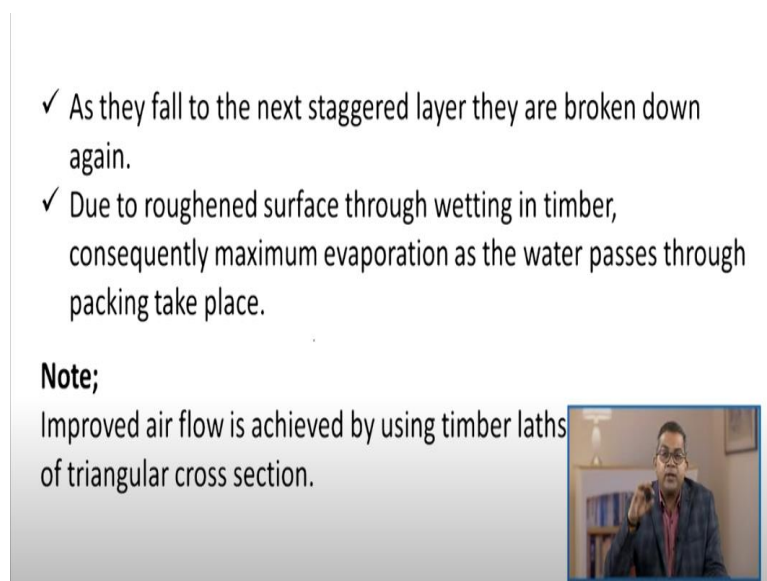 ✓ As they fall to the next staggered layer they are broken down
again.
✓ Due to roughened surface through wetting in timber,
consequently maximum evaporation as the water passes through
packing take place.
Note;
Improved air flow is achieved by using timber laths
of triangular cross section.